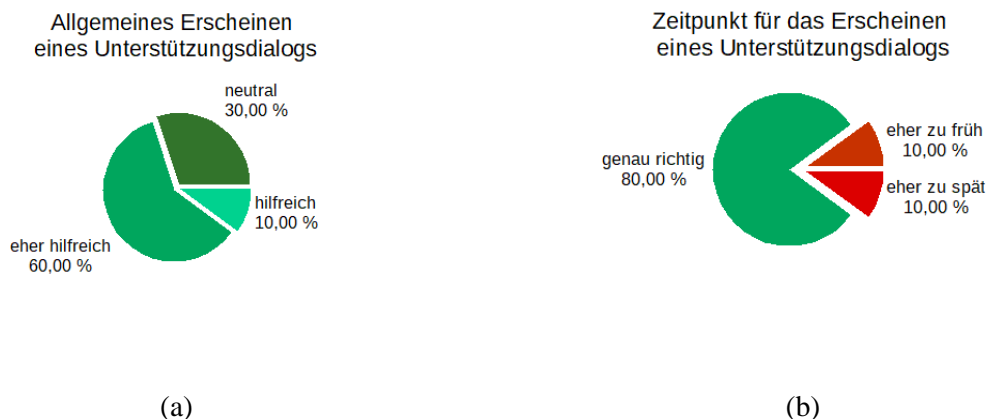 Allgemeines Erscheinen
eines Unterstützungsdialogs
neutral
30,00 %
hilfreich
10,00 %
eher hilfreich
60,00 %
(a)
Zeitpunkt für das Erscheinen
eines Unterstützungsdialogs
eher zu früh
10,00 %
genau richtig
80,00 %
eher zu spät
10,00 %
(b)